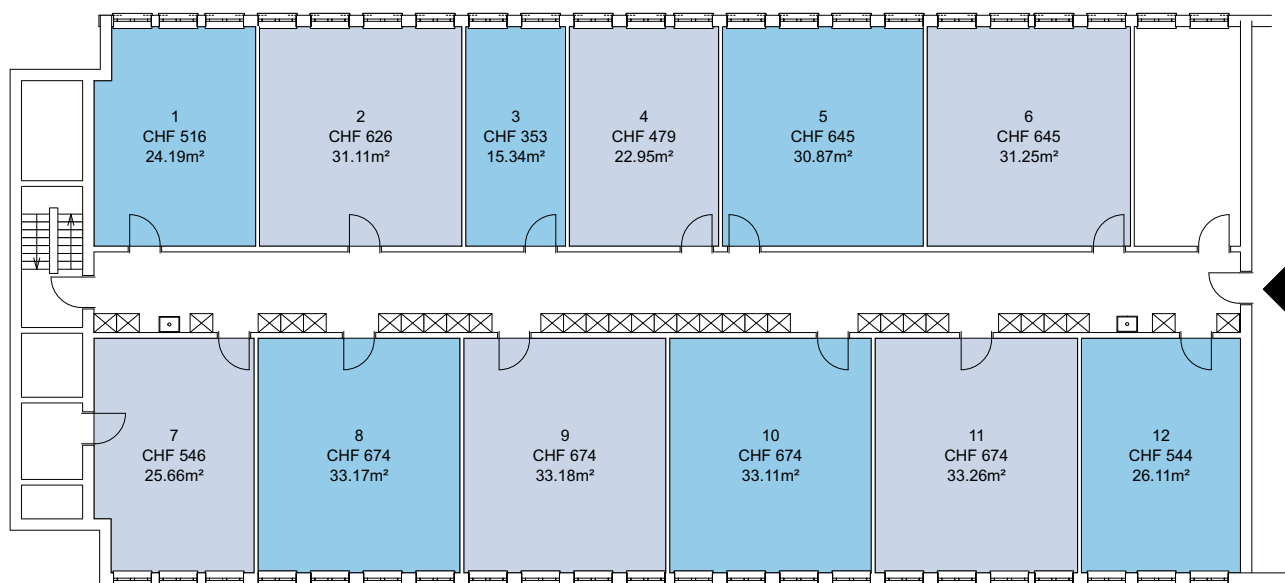 1
CHF 516
24.19m²
2
CHF 626
31.11m²
3
CHF 353
15.34m²
4
CHF 479
22.95m²
5
CHF 645
30.87m²
6
CHF 645
31.25m²
7
CHF 546
25.66m²
8
CHF 674
33.17m²
9
CHF 674
33.18m²
10
CHF 674
33.11m²
11
CHF 674
33.26m²
12
CHF 544
26.11m²